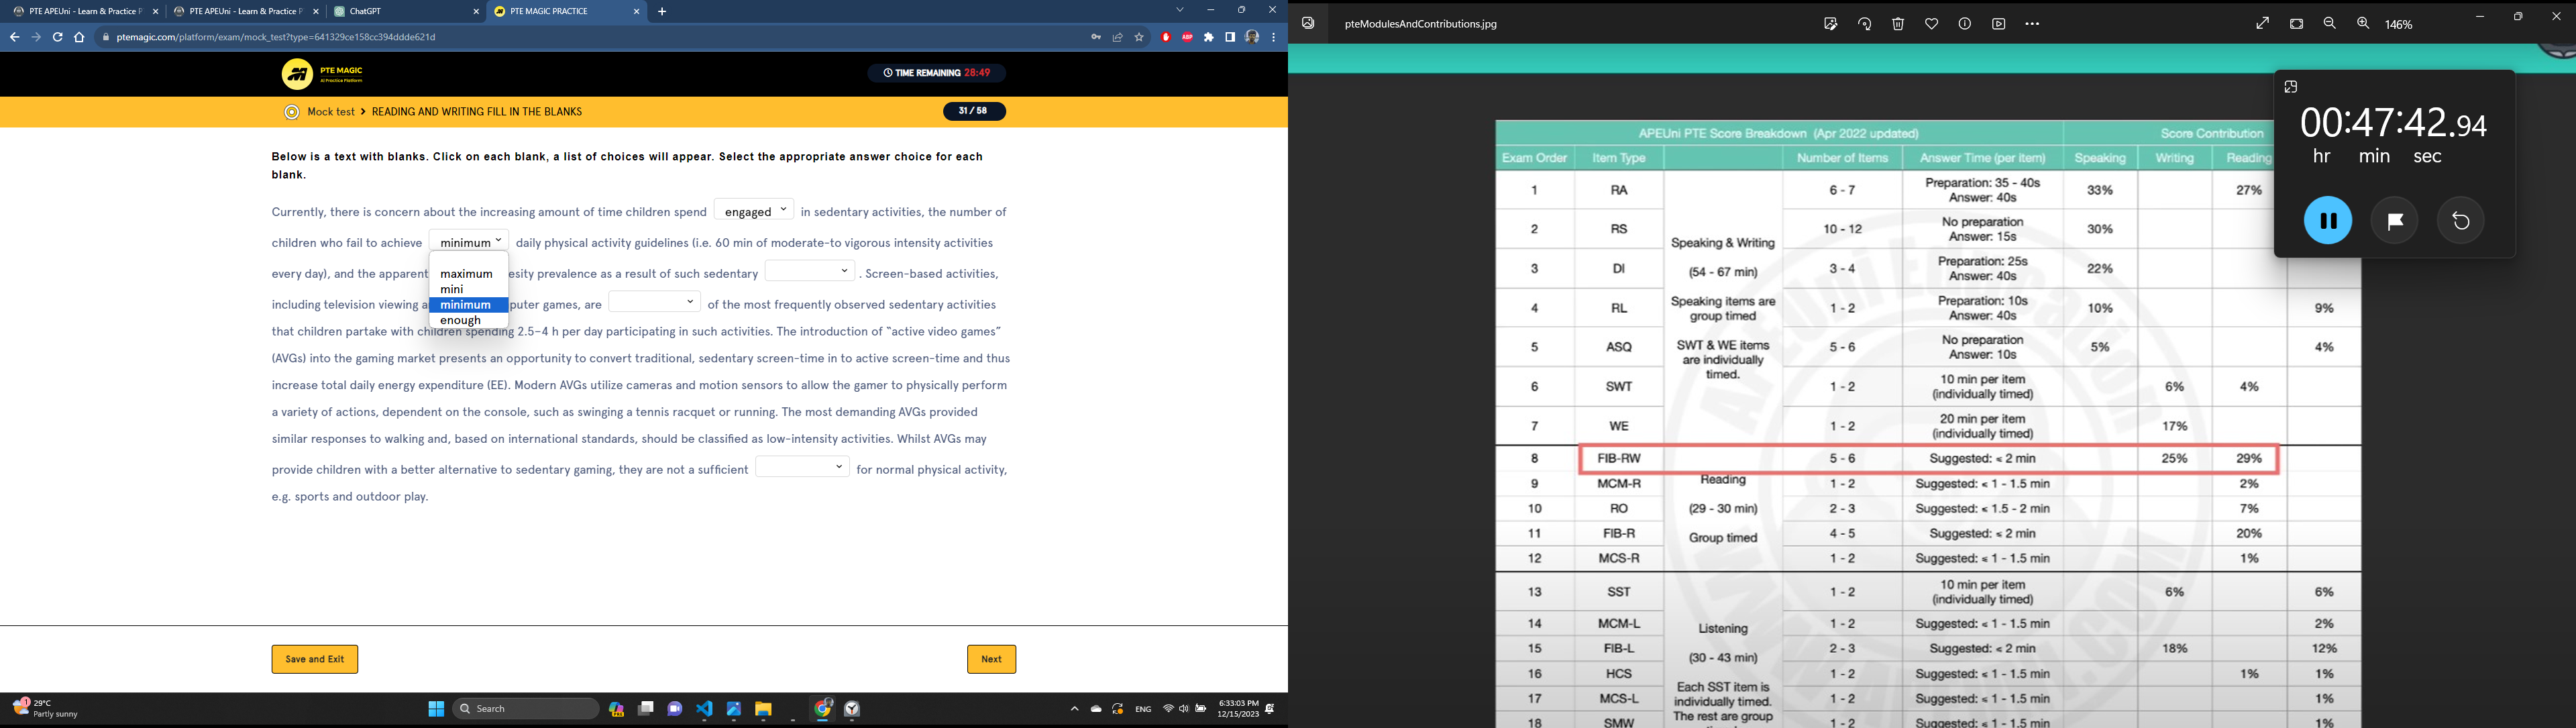 PTE APEUni - Learn & Practice P
PTE APEUni - Learn & Practice P
ChatGPT
PTE MAGIC PRACTICE
ptemagic.com/platform/exam/mock_test?type=641329ce158cc394ddde621d
PTE MAGIC
AI Practice Platform
TIME REMAINING 28:49
Mock test > READING AND WRITING FILL IN THE BLANKS
31 / 58
Below is a text with blanks. Click on each blank, a list of choices will appear. Select the appropriate answer choice for each
blank.
Currently, there is concern about the increasing amount of time children spend engaged in sedentary activities, the number of
children who fail to achieve minimum daily physical activity guidelines (i.e. 60 min of moderate-to vigorous intensity activities
every day), and the apparent esity prevalence as a result of such sedentary . Screen-based activities,
including television viewing a puter games, are of the most frequently observed sedentary activities
maximum
mini
minimum
enough
that children partake with children spending 2.5–4 h per day participating in such activities. The introduction of “active video games”
(AVGs) into the gaming market presents an opportunity to convert traditional, sedentary screen-time in to active screen-time and thus
increase total daily energy expenditure (EE). Modern AVGs utilize cameras and motion sensors to allow the gamer to physically perform
a variety of actions, dependent on the console, such as swinging a tennis racquet or running. The most demanding AVGs provided
similar responses to walking and, based on international standards, should be classified as low-intensity activities. Whilst AVGs may
provide children with a better alternative to sedentary gaming, they are not a sufficient for normal physical activity,
e.g. sports and outdoor play.
Save and Exit
Next
29°C
Partly sunny
Search
ENG
6:33:03 PM
12/15/2023
pteModulesAndContributions.jpg
146%
00:47:42.94
hr min sec
APEUni PTE Score Breakdown (Apr 2022 updated) Score Contribution
Exam Order Item Type Number of Items Answer Time (per item) Speaking Writing Reading
1 RA 6 - 7 Preparation: 35 - 40s Answer: 40s 33% 27%
2 RS 10 - 12 No preparation Answer: 15s 30%
3 DI 3 - 4 Preparation: 25s Answer: 40s 22%
4 RL 1 - 2 Preparation: 10s Answer: 40s 10% 9%
5 ASQ 5 - 6 No preparation Answer: 10s 5% 4%
6 SWT 1 - 2 10 min per item (individually timed) 6% 4%
7 WE 1 - 2 20 min per item (individually timed) 17%
Speaking & Writing
(54 - 67 min)
Speaking items are
group timed
SWT & WE items
are individually
timed.
8 FIB-RW 5 - 6 Suggested: < 2 min 25% 29%
9 MCM-R 1 - 2 Suggested: < 1 - 1.5 min 2%
10 RO 2 - 3 Suggested: < 1.5 - 2 min 7%
11 FIB-R 4 - 5 Suggested: < 2 min 20%
12 MCS-R 1 - 2 Suggested: < 1 - 1.5 min 1%
Reading
(29 - 30 min)
Group timed
13 SST 1 - 2 10 min per item (individually timed) 6% 6%
14 MCM-L 1 - 2 Suggested: < 1 - 1.5 min 2%
15 FIB-L 2 - 3 Suggested: < 2 min 18% 12%
16 HCS 1 - 2 Suggested: < 1 - 1.5 min 1% 1%
17 MCS-L 1 - 2 Suggested: < 1 - 1.5 min 1%
18 SMW 1 - 2 Suggested: < 1 - 1.5 min 1%
Listening
(30 - 43 min)
Each SST item is
individually timed.
The rest are group